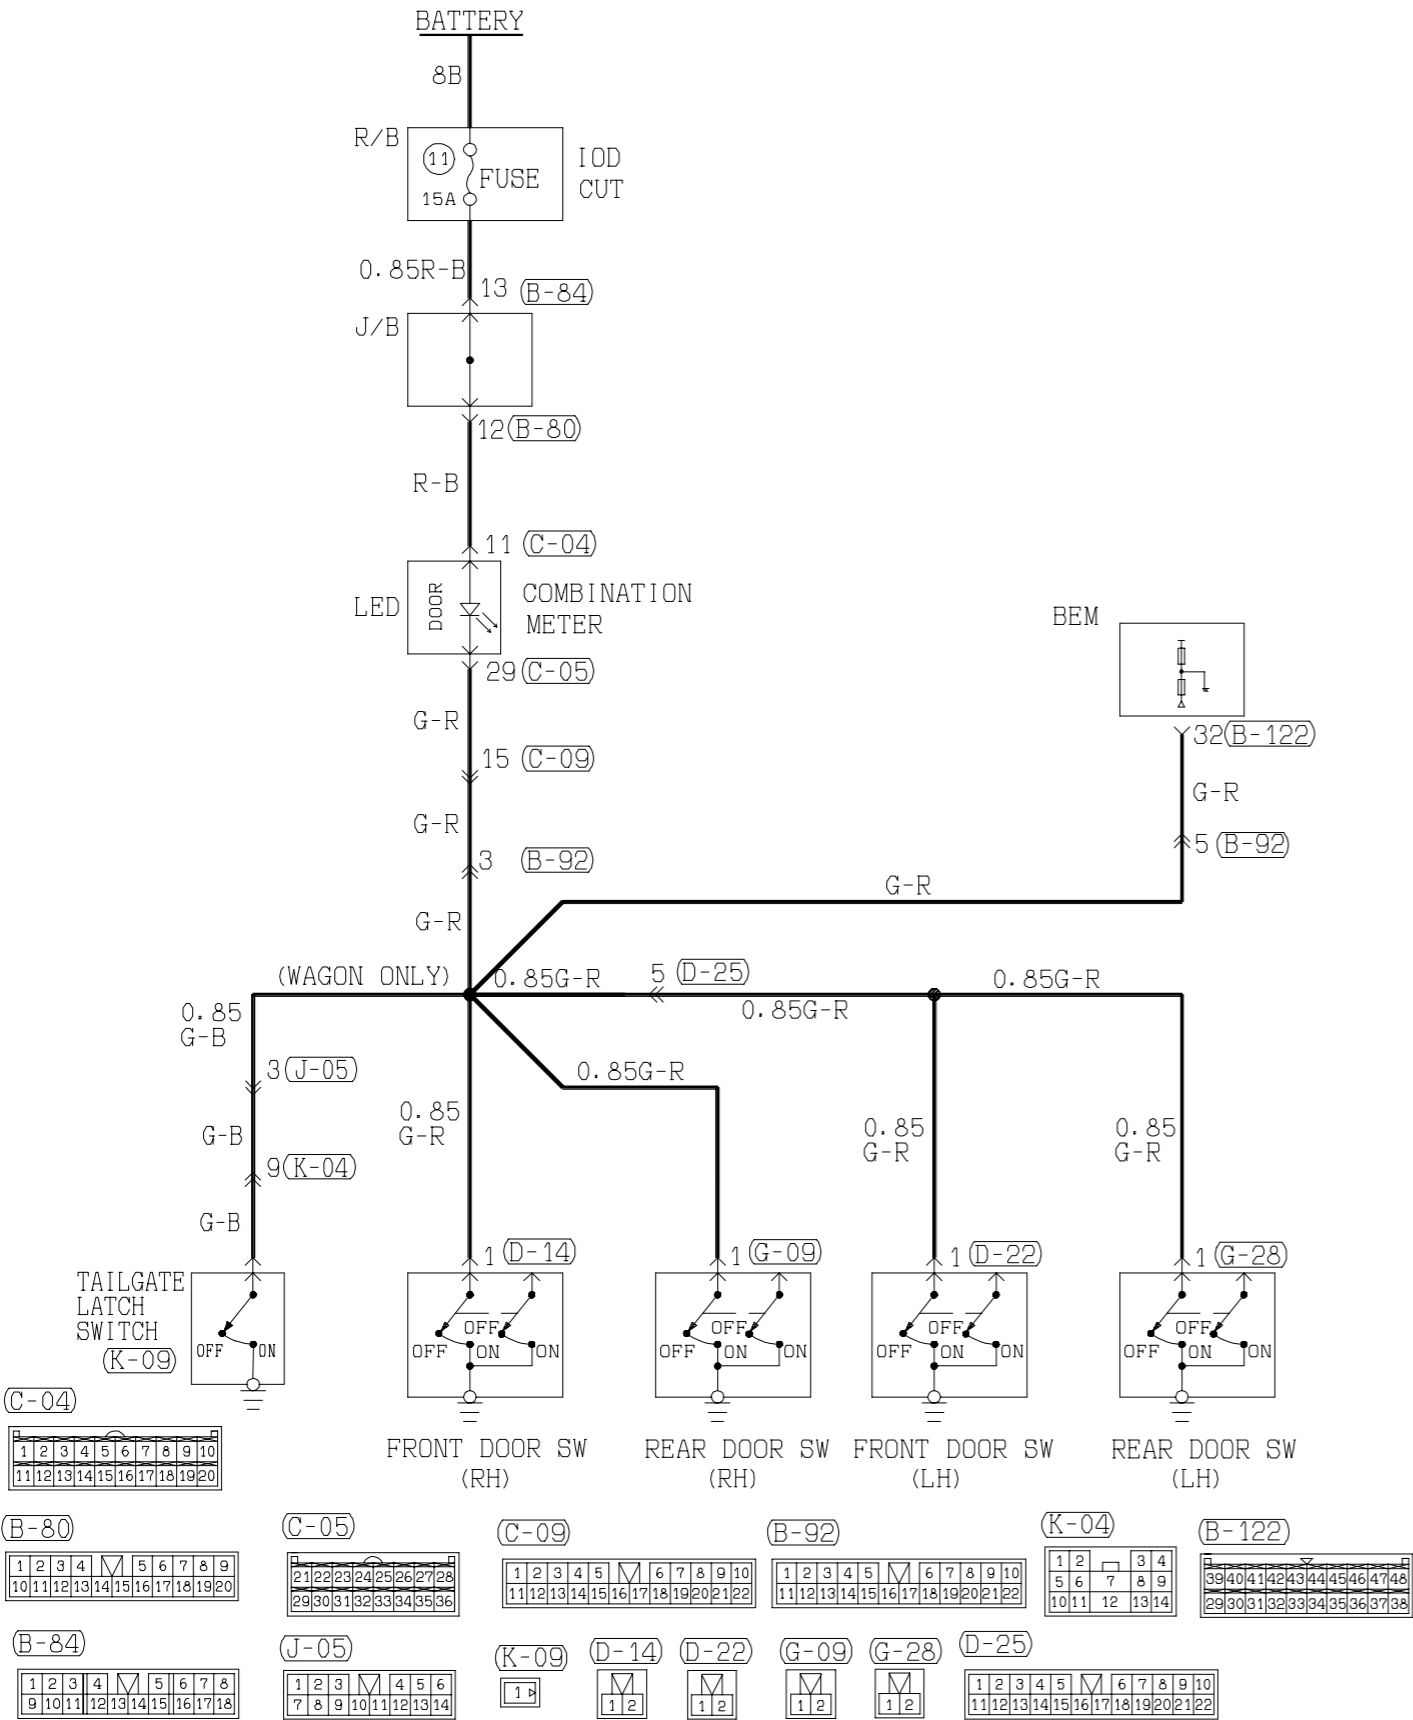 BATTERY
8B
R/B
11
FUSE
15A
IOD
CUT
0.85R-B
13 (B-84)
J/B
12(B-80)
R-B
11 (C-04)
LED
DOOR
COMBINATION
METER
BEM
29(C-05)
G-R
32(B-122)
15 (C-09)
G-R
G-R
5(B-92)
3 (B-92)
G-R
G-R
(WAGON ONLY)
0.85G-R
5 (D-25)
0.85G-R
0.85G-R
0.85
G-B
3(J-05)
0.85G-R
0.85
G-R
0.85
G-R
0.85
G-R
G-B
9(K-04)
G-B
1 (D-14)
1 (G-09)
1 (D-22)
1 (G-28)
TAILGATE
LATCH
SWITCH
(K-09)
OFF ON
OFF OFF ON ON
OFF OFF ON ON
OFF OFF ON ON
OFF OFF ON ON
FRONT DOOR SW
(RH)
REAR DOOR SW
(RH)
FRONT DOOR SW
(LH)
REAR DOOR SW
(LH)
(C-04)
1 2 3 4 5 6 7 8 9 10
11 12 13 14 15 16 17 18 19 20
(B-80)
1 2 3 4 5 6 7 8 9
10 11 12 13 14 15 16 17 18 19 20
(C-05)
21 22 23 24 25 26 27 28
29 30 31 32 33 34 35 36
(C-09)
1 2 3 4 5 6 7 8 9 10
11 12 13 14 15 16 17 18 19 20 21 22
(B-92)
1 2 3 4 5 6 7 8 9 10
11 12 13 14 15 16 17 18 19 20 21 22
(K-04)
1 2 3 4
5 6 7 8 9
10 11 12 13 14
(B-122)
39 40 41 42 43 44 45 46 47 48
29 30 31 32 33 34 35 36 37 38
(B-84)
1 2 3 4 5 6 7 8
9 10 11 12 13 14 15 16 17 18
(J-05)
1 2 3 4 5 6
7 8 9 10 11 12 13 14
(K-09)
1
(D-14)
1 2
(D-22)
1 2
(G-09)
1 2
(G-28)
1 2
(D-25)
1 2 3 4 5 6 7 8 9 10
11 12 13 14 15 16 17 18 19 20 21 22